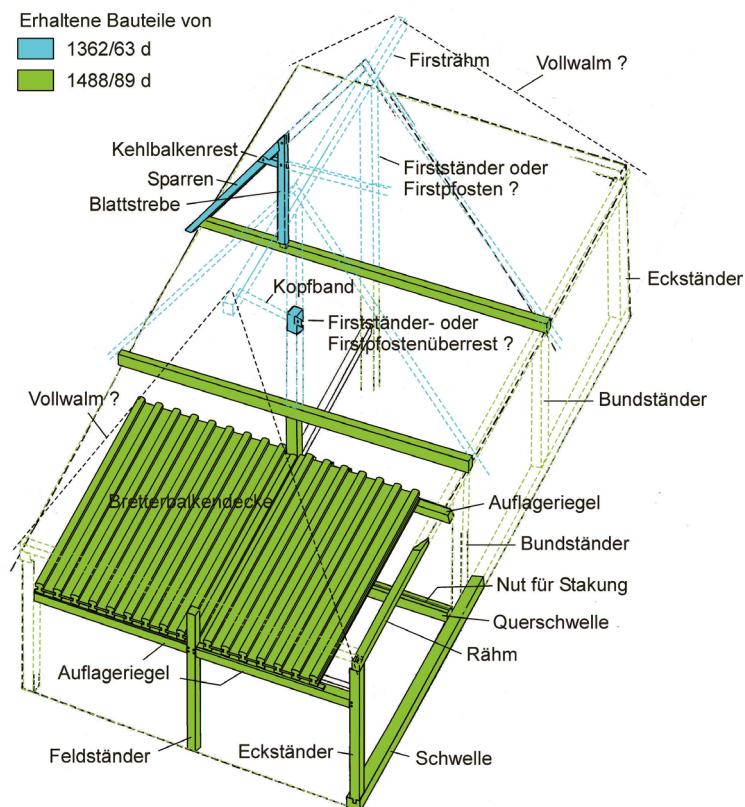 Erhaltene Bauteile von
1362/63 d
1488/89 d
Firsträhm
Vollwalm ?
Kehlbalkenrest
Sparren
Blattstrebe
Firstständer oder
Firstpfosten ?
Eckständer
Kopfband
Firstständer- oder
Firstpfostenüberrest ?
Vollwalm ?
Bundständer
Bretterbalkendecke
Auflageriegel
Bundständer
Nut für Stakung
Querschwelle
Rähm
Auflageriegel
Feldständer
Eckständer
Schwelle